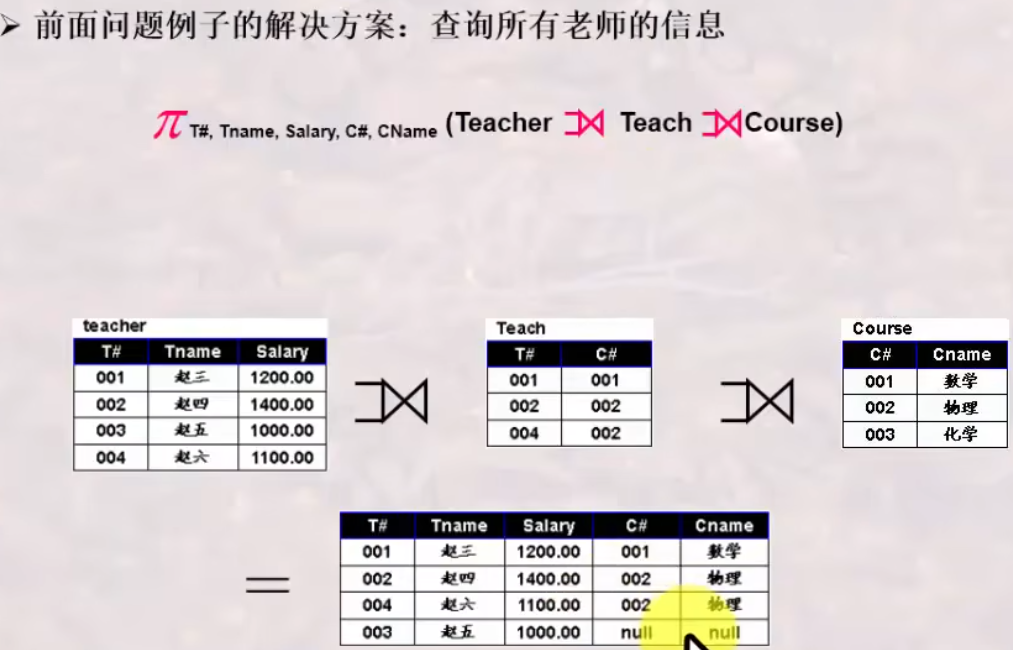 ➢ 前面问题例子的解决方案：查询所有老师的信息
π T#, Tname, Salary, C#, CName (Teacher ⟕ Teach ⟕ Course)
teacher
T# Tname Salary
001 赵三 1200.00
002 赵四 1400.00
003 赵五 1000.00
004 赵六 1100.00
⟕
Teach
T# C#
001 001
002 002
004 002
⟕
Course
C# Cname
001 数学
002 物理
003 化学
=
T# Tname Salary C# Cname
001 赵三 1200.00 001 数学
002 赵四 1400.00 002 物理
004 赵六 1100.00 002 物理
003 赵五 1000.00 null null